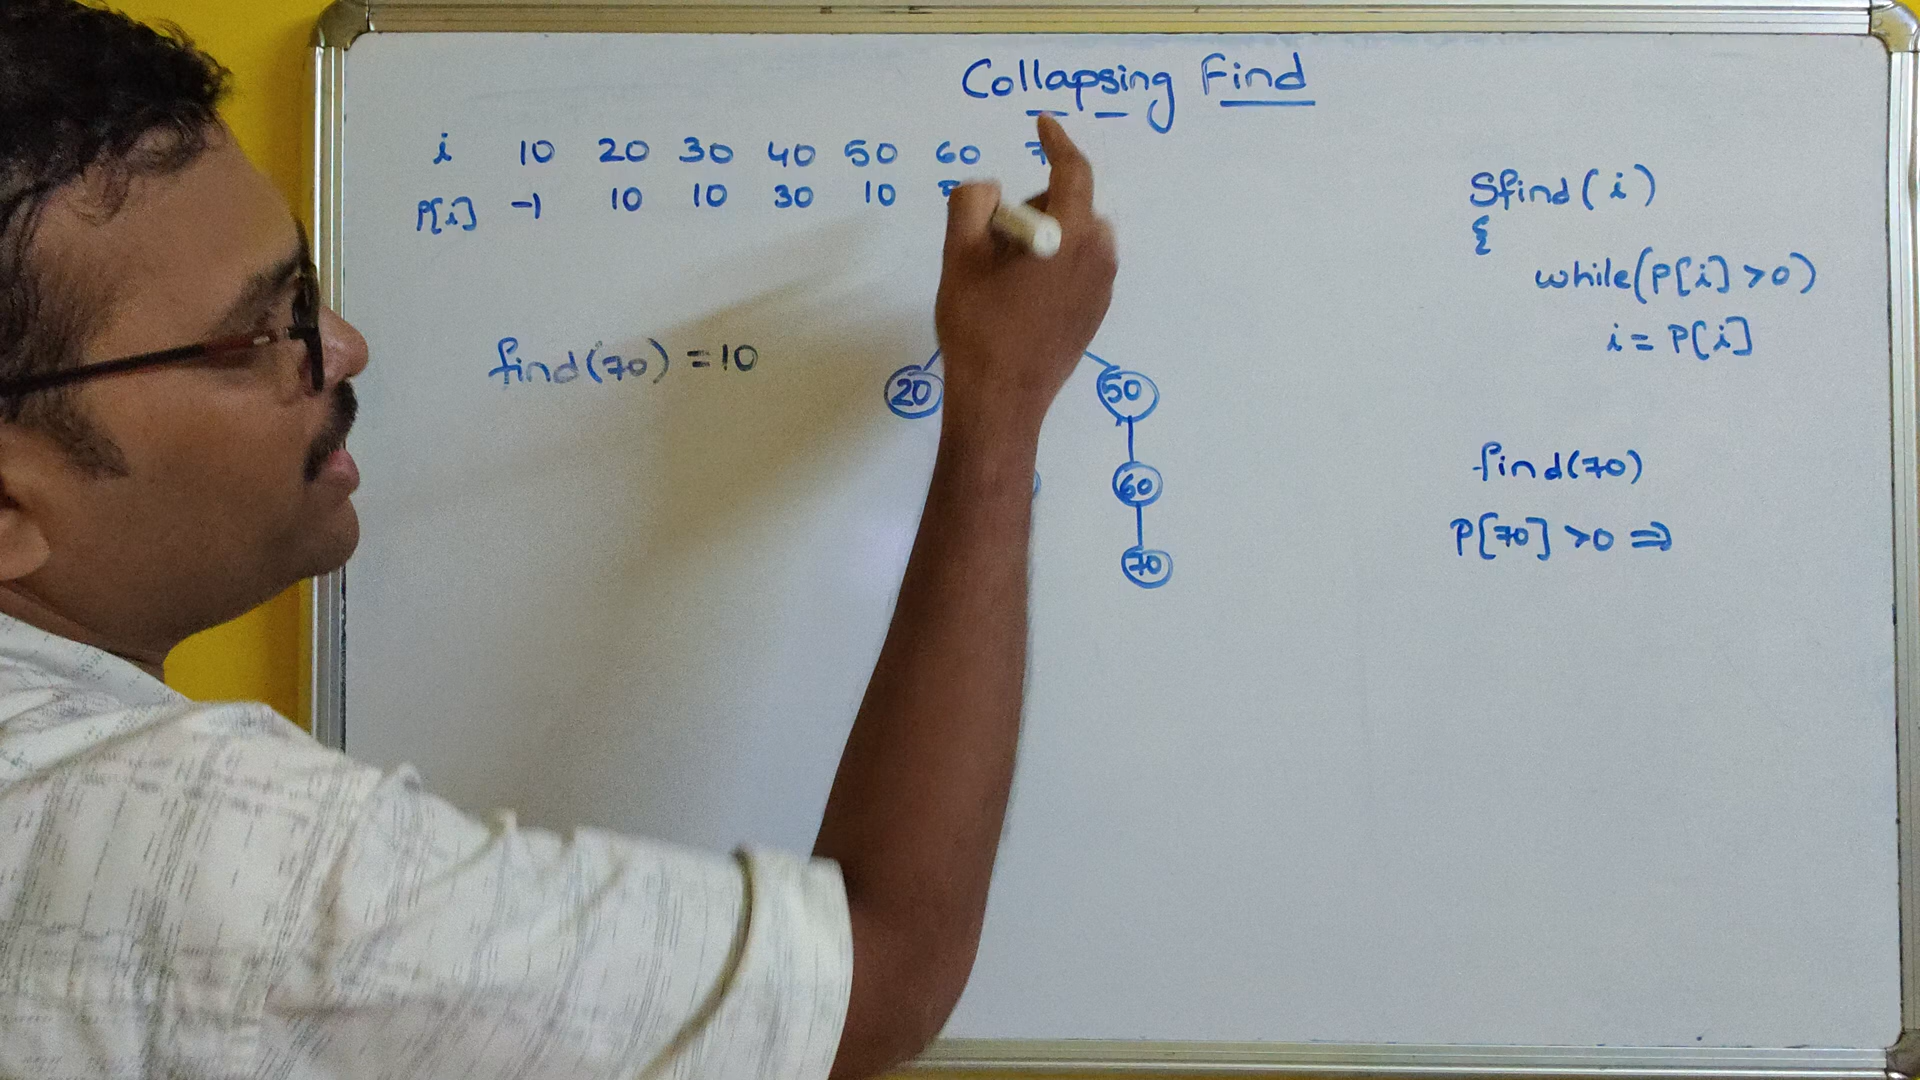 Collapsing Find
i 10 20 30 40 50 60
P[i] -1 10 10 30 10
Sfind(i)
{
while(P[i]>0)
i = P[i]
find(70) = 10
20
50
60
70
find(70)
P[70] >0 ⇒